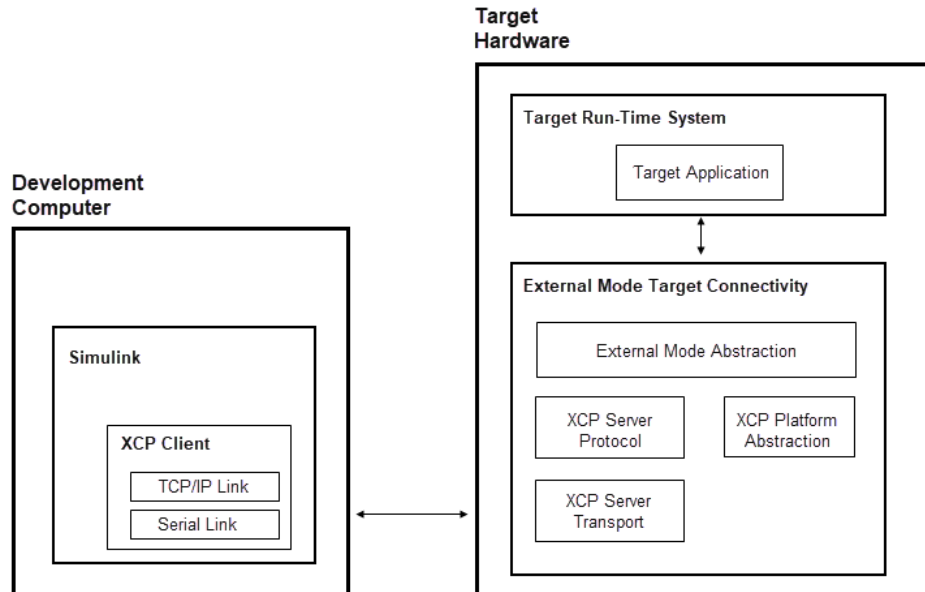 Target
Hardware
Target Run-Time System
Target Application
Development
Computer
External Mode Target Connectivity
External Mode Abstraction
Simulink
XCP Server
Protocol
XCP Platform
Abstraction
XCP Client
TCP/IP Link
Serial Link
XCP Server
Transport